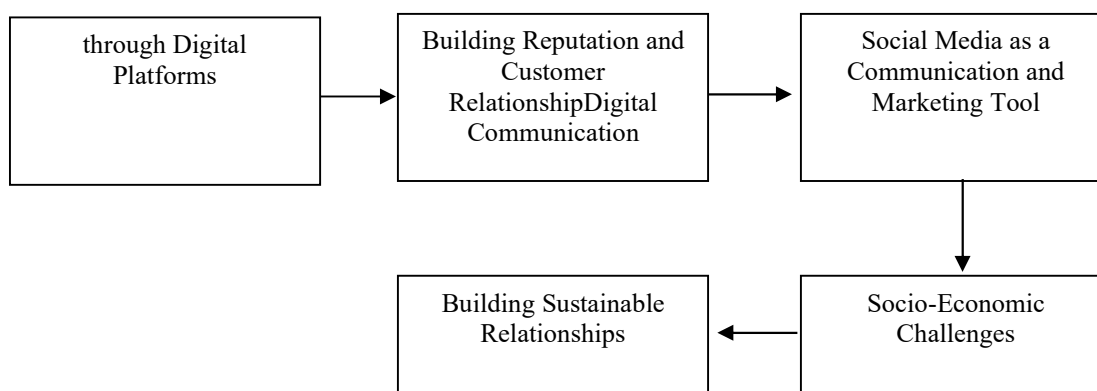 through Digital
Platforms
Building Reputation and
Customer
RelationshipDigital
Communication
Social Media as a
Communication and
Marketing Tool
Socio-Economic
Challenges
Building Sustainable
Relationships